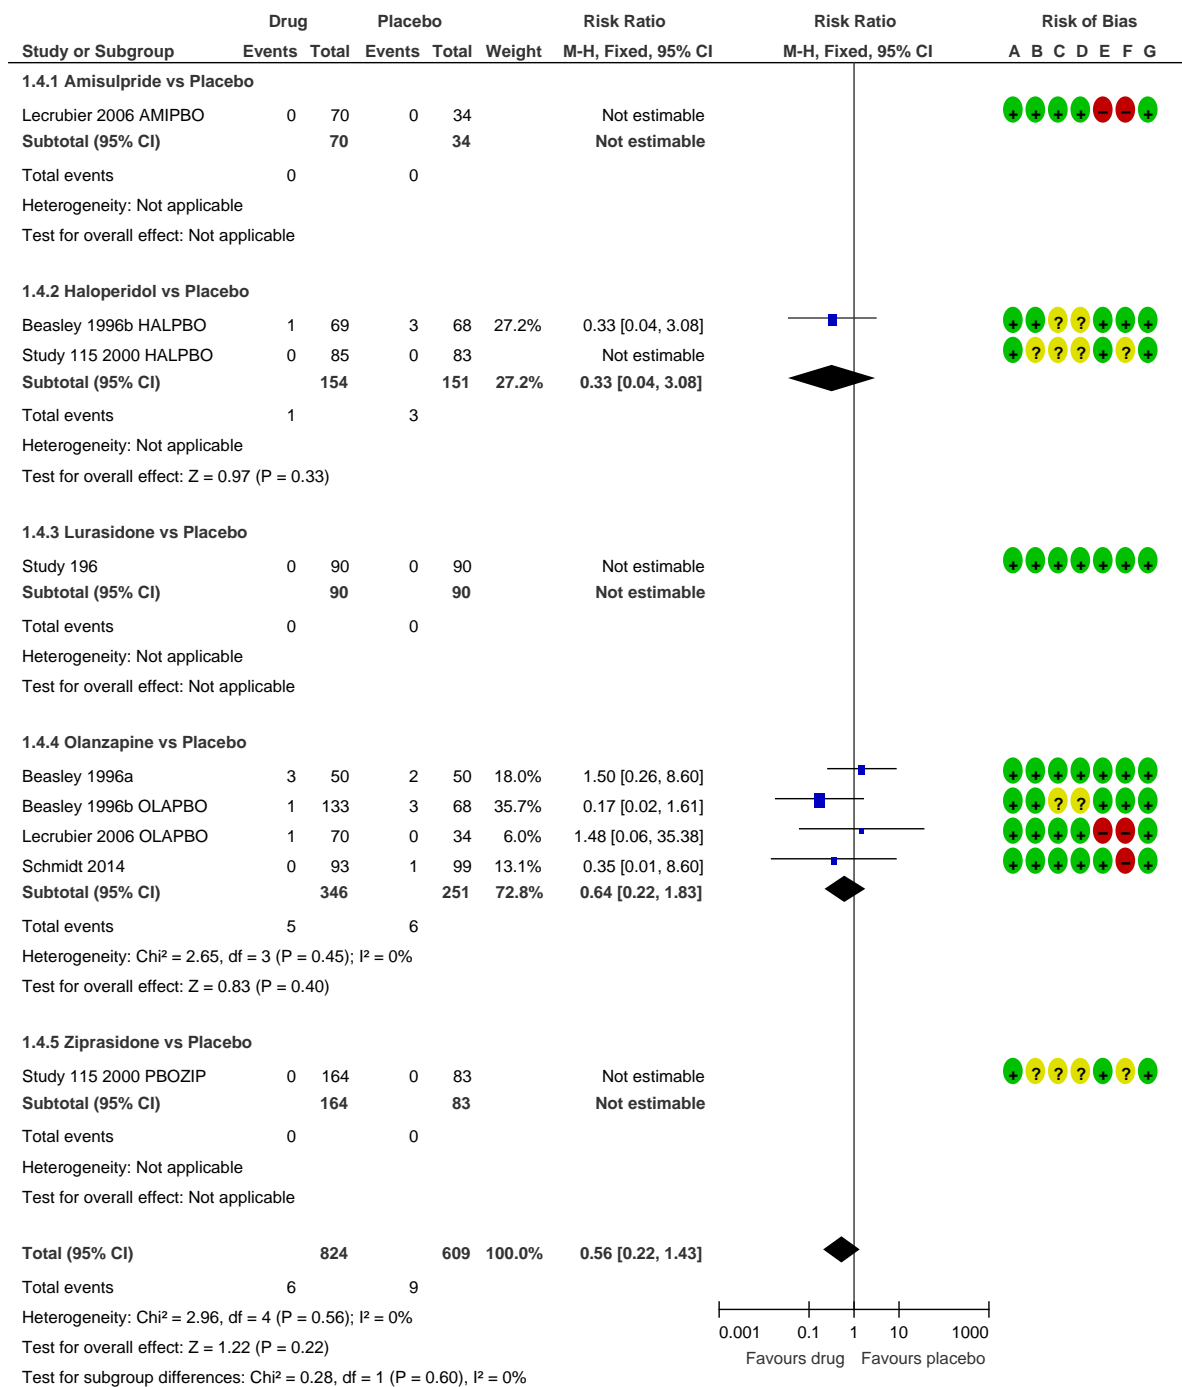 Drug Placebo Risk Ratio Risk Ratio Risk of Bias
Study or Subgroup Events Total Events Total Weight M-H, Fixed, 95% CI M-H, Fixed, 95% CI A B C D E F G
1.4.1 Amisulpride vs Placebo
Lecrubier 2006 AMIPBO 0 70 0 34 Not estimable + + + + − − +
Subtotal (95% CI) 70 34 Not estimable
Total events 0 0
Heterogeneity: Not applicable
Test for overall effect: Not applicable
1.4.2 Haloperidol vs Placebo
Beasley 1996b HALPBO 1 69 3 68 27.2% 0.33 [0.04, 3.08] + + ? ? + + +
Study 115 2000 HALPBO 0 85 0 83 Not estimable + ? ? ? + ? +
Subtotal (95% CI) 154 151 27.2% 0.33 [0.04, 3.08]
Total events 1 3
Heterogeneity: Not applicable
Test for overall effect: Z = 0.97 (P = 0.33)
1.4.3 Lurasidone vs Placebo
Study 196 0 90 0 90 Not estimable + + + + + + +
Subtotal (95% CI) 90 90 Not estimable
Total events 0 0
Heterogeneity: Not applicable
Test for overall effect: Not applicable
1.4.4 Olanzapine vs Placebo
Beasley 1996a 3 50 2 50 18.0% 1.50 [0.26, 8.60] + + + + + + +
Beasley 1996b OLAPBO 1 133 3 68 35.7% 0.17 [0.02, 1.61] + + ? ? + + +
Lecrubier 2006 OLAPBO 1 70 0 34 6.0% 1.48 [0.06, 35.38] + + + + − − +
Schmidt 2014 0 93 1 99 13.1% 0.35 [0.01, 8.60] + + + + + − +
Subtotal (95% CI) 346 251 72.8% 0.64 [0.22, 1.83]
Total events 5 6
Heterogeneity: Chi² = 2.65, df = 3 (P = 0.45); I² = 0%
Test for overall effect: Z = 0.83 (P = 0.40)
1.4.5 Ziprasidone vs Placebo
Study 115 2000 PBOZIP 0 164 0 83 Not estimable + ? ? ? + ? +
Subtotal (95% CI) 164 83 Not estimable
Total events 0 0
Heterogeneity: Not applicable
Test for overall effect: Not applicable
Total (95% CI) 824 609 100.0% 0.56 [0.22, 1.43]
Total events 6 9
Heterogeneity: Chi² = 2.96, df = 4 (P = 0.56); I² = 0%
Test for overall effect: Z = 1.22 (P = 0.22)
Test for subgroup differences: Chi² = 0.28, df = 1 (P = 0.60), I² = 0%
0.001 0.1 1 10 1000
Favours drug Favours placebo